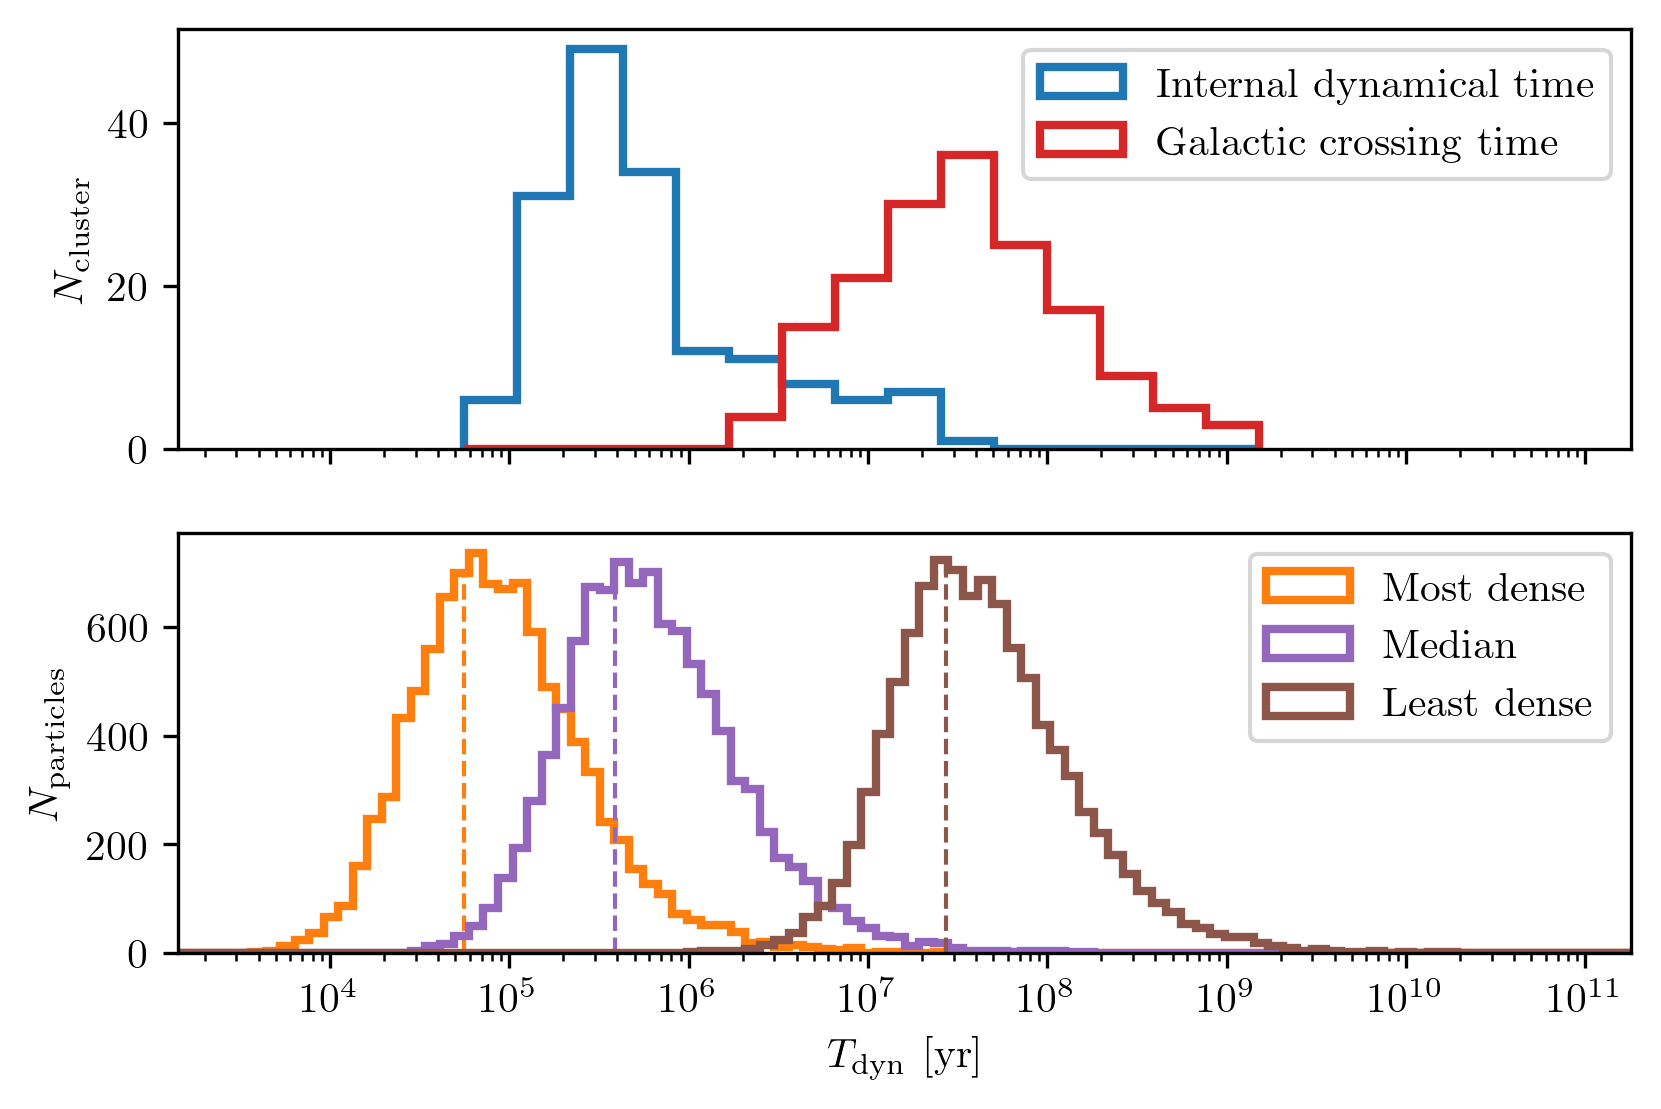 Internal dynamical time
Galactic crossing time
N_cluster
40
20
0
Most dense
Median
Least dense
N_particles
600
400
200
0
10^4 10^5 10^6 10^7 10^8 10^9 10^10 10^11
T_dyn [yr]